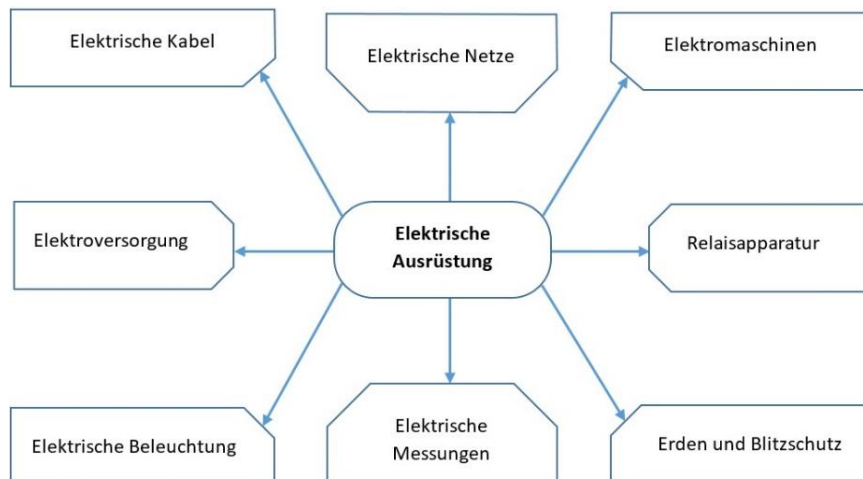 Elektrische Kabel
Elektrische Netze
Elektromaschinen
Elektroversorgung
Elektrische
Ausrüstung
Relaisapparatur
Elektrische Beleuchtung
Elektrische
Messungen
Erden und Blitzschutz